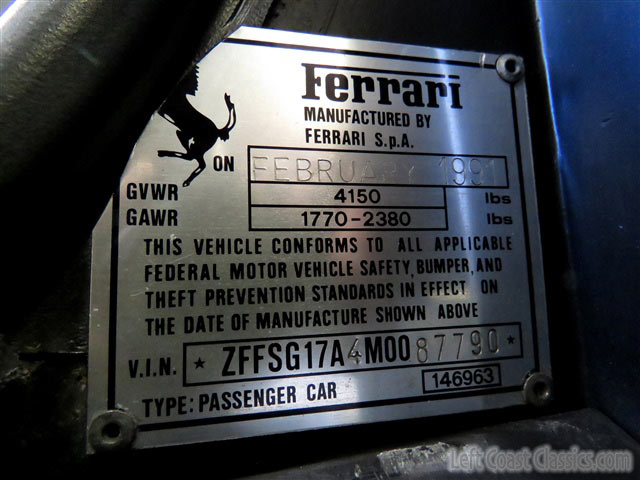 Ferrari
MANUFACTURED BY
FERRARI S.p.A.
ON FEBRUARY 1991
GVWR 4150 lbs
GAWR 1770-2380 lbs
THIS VEHICLE CONFORMS TO ALL APPLICABLE
FEDERAL MOTOR VEHICLE SAFETY, BUMPER, AND
THEFT PREVENTION STANDARDS IN EFFECT ON
THE DATE OF MANUFACTURE SHOWN ABOVE
V.I.N. * ZFFSG17A4M0087790 *
TYPE: PASSENGER CAR 146963
Left Coast Classics.com